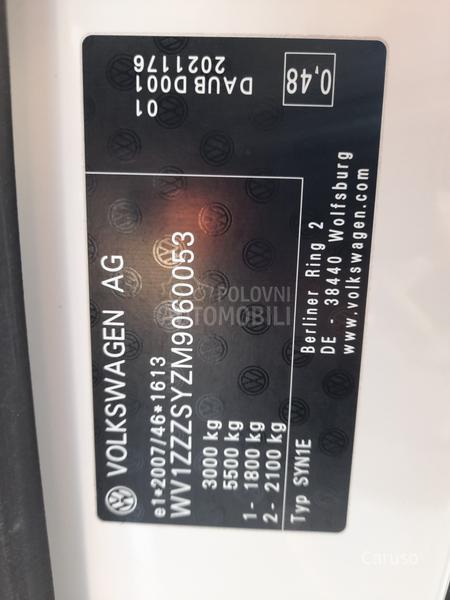 VOLKSWAGEN AG
e1*2007/46*1613
WV1ZZZSYZM9060053
3000 kg
5500 kg
1- 1800 kg
2- 2100 kg
Typ SYN1E
Berliner Ring 2
DE - 38440 Wolfsburg
www.volkswagen.com
01
DAUB D001
2021176
0,48
POLOVNI
AUTOMOBILI
Caruso